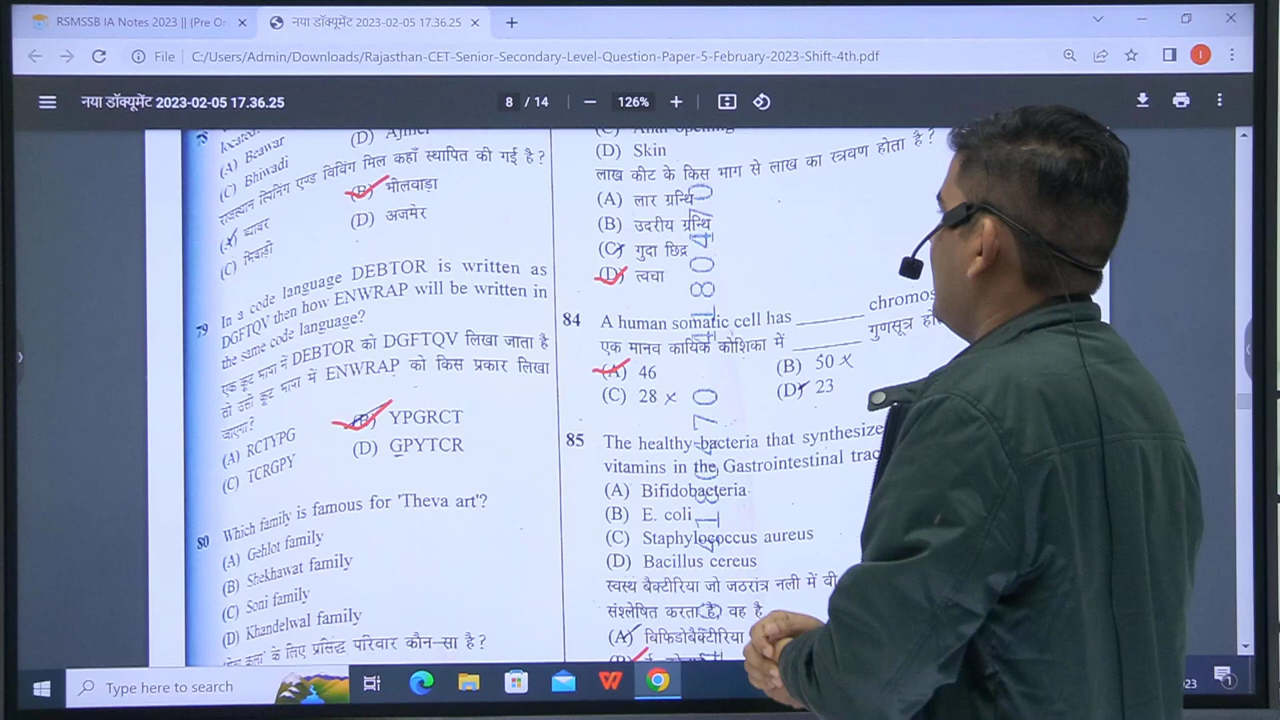 RSMSSB IA Notes 2023 || (Pre O
नया डॉक्यूमेंट 2023-02-05 17.36.25
File
C:/Users/Admin/Downloads/Rajasthan-CET-Senior-Secondary-Level-Question-Paper-5-February-2023-Shift-4th.pdf
नया डॉक्यूमेंट 2023-02-05 17.36.25
8 / 14
126%
located.
(A) Beawar
(D) Ajmer
(C) Bhiwadi
राजस्थान स्पिनिंग एण्ड विविंग मिल कहाँ स्थापित की गई है?
(A) ब्यावर
(B) भीलवाड़ा
(C) भिवाड़ी
(D) अजमेर
79 In a code language DEBTOR is written as
DGFTQV then how ENWRAP will be written in
the same code language?
एक कूट भाषा में DEBTOR को DGFTQV लिखा जाता है
तो उसी कूट भाषा में ENWRAP को किस प्रकार लिखा
जाएगा?
(A) RCTYPG
(B) YPGRCT
(C) TCRGPY
(D) GPYTCR
80 Which family is famous for 'Theva art'?
(A) Gehlot family
(B) Shekhawat family
(C) Soni family
(D) Khandelwal family
के लिए प्रसिद्ध परिवार कौन-सा है?
(C) Anal opening
(D) Skin
लाख कीट के किस भाग से लाख का स्त्रवण होता है?
(A) लार ग्रन्थि
(B) उदरीय ग्रन्थि
(C) गुदा छिद्र
(D) त्वचा
84 A human somatic cell has ______ chromos
एक मानव कायिक कोशिका में ______ गुणसूत्र हो
(A) 46
(B) 50
(C) 28
(D) 23
85 The healthy bacteria that synthesize
vitamins in the Gastrointestinal trac
(A) Bifidobacteria
(B) E. coli
(C) Staphylococcus aureus
(D) Bacillus cereus
स्वस्थ बैक्टीरिया जो जठरांत्र नली में वी
संश्लेषित करता है, वह है
(A) बिफिडोबैक्टीरिया
Type here to search
23